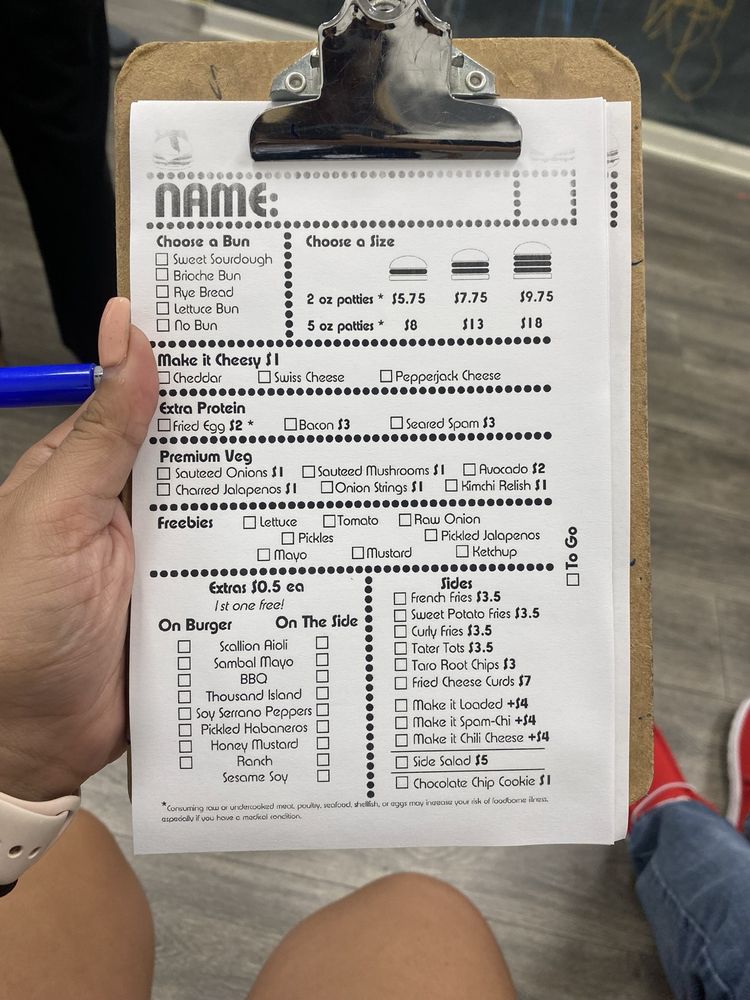 NAME:
Choose a Bun
Sweet Sourdough
Brioche Bun
Rye Bread
Lettuce Bun
No Bun
Choose a Size
2 oz patties * $5.75 $7.75 $9.75
5 oz patties * $8 $13 $18
Make it Cheesy $1
Cheddar Swiss Cheese Pepperjack Cheese
Extra Protein
Fried Egg $2 * Bacon $3 Seared Spam $3
Premium Veg
Sauteed Onions $1 Sauteed Mushrooms $1 Avocado $2
Charred Jalapenos $1 Onion Strings $1 Kimchi Relish $1
Freebies Lettuce Tomato Raw Onion
Pickles Pickled Jalapenos
Mayo Mustard Ketchup
To Go
Extras $0.5 ea
1st one free!
On Burger On The Side
Scallion Aioli
Sambal Mayo
BBQ
Thousand Island
Soy Serrano Peppers
Pickled Habaneros
Honey Mustard
Ranch
Sesame Soy
Sides
French Fries $3.5
Sweet Potato Fries $3.5
Curly Fries $3.5
Tater Tots $3.5
Taro Root Chips $3
Fried Cheese Curds $7
Make it Loaded +$4
Make it Spam-Chi +$4
Make it Chili Cheese +$4
Side Salad $5
Chocolate Chip Cookie $1
*Consuming raw or undercooked meat, poultry, seafood, shellfish, or eggs may increase your risk of foodborne illness,
especially if you have a medical condition.